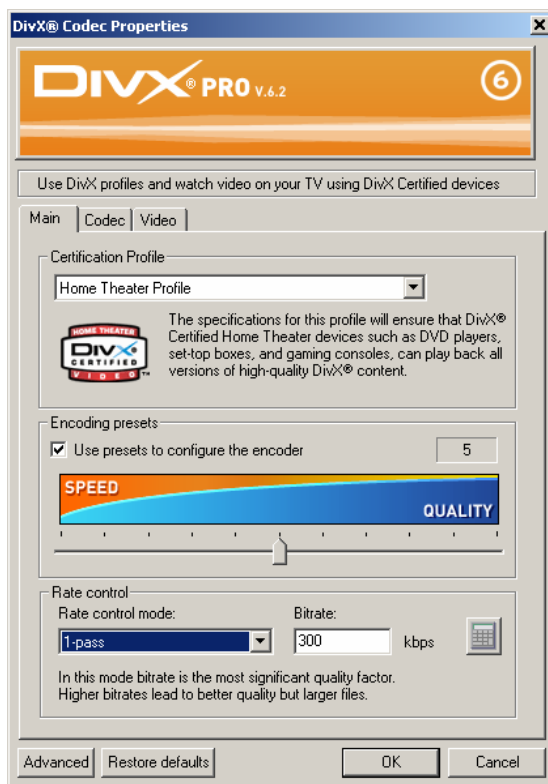 DivX® Codec Properties
DIVX® PRO V.6.2
6
Use DivX profiles and watch video on your TV using DivX Certified devices
Main
Codec
Video
Certification Profile
Home Theater Profile
HOME THEATER
DIVX
CERTIFIED
VIDEO™
The specifications for this profile will ensure that DivX®
Certified Home Theater devices such as DVD players,
set-top boxes, and gaming consoles, can play back all
versions of high-quality DivX® content.
Encoding presets
Use presets to configure the encoder
5
SPEED
QUALITY
Rate control
Rate control mode:
Bitrate:
1-pass
300
kbps
In this mode bitrate is the most significant quality factor.
Higher bitrates lead to better quality but larger files.
Advanced
Restore defaults
OK
Cancel